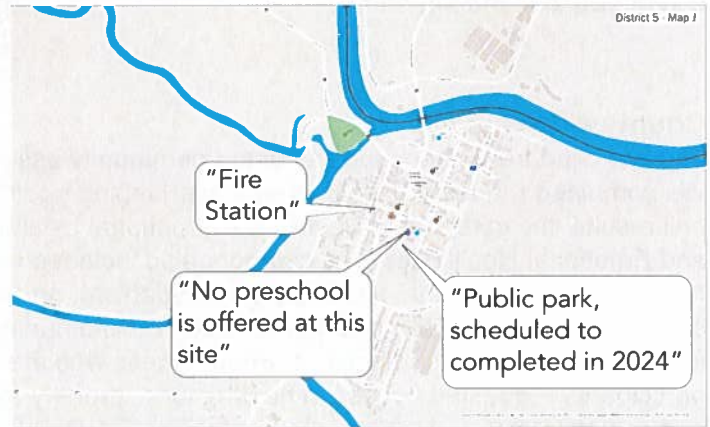 District 5 - Map
"Fire
Station"
"No preschool
is offered at this
site"
"Public park,
scheduled to
completed in 2024"